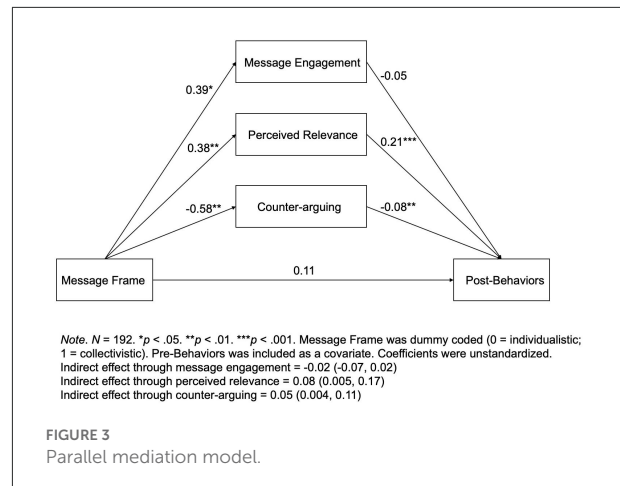 Message Engagement
0.39*
-0.05
Perceived Relevance
0.38**
0.21***
Counter-arguing
-0.58**
-0.08**
Message Frame
0.11
Post-Behaviors
Note. N = 192. *p < .05. **p < .01. ***p < .001. Message Frame was dummy coded (0 = individualistic;
1 = collectivistic). Pre-Behaviors was included as a covariate. Coefficients were unstandardized.
Indirect effect through message engagement = -0.02 (-0.07, 0.02)
Indirect effect through perceived relevance = 0.08 (0.005, 0.17)
Indirect effect through counter-arguing = 0.05 (0.004, 0.11)
FIGURE 3
Parallel mediation model.